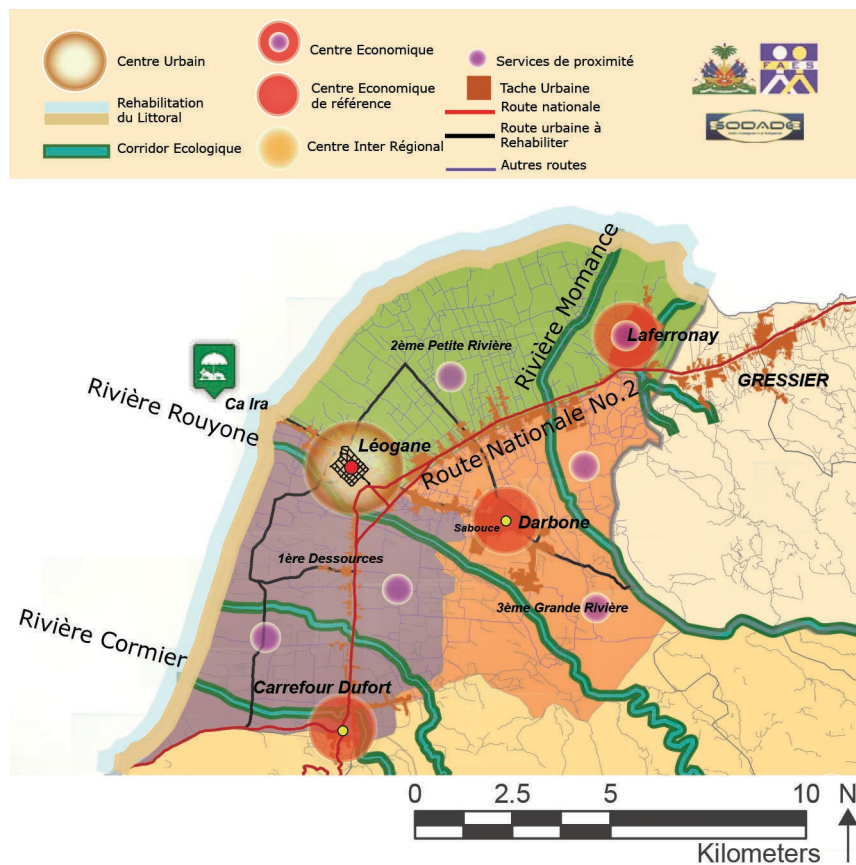 Centre Urbain
Rehabilitation
du Littoral
Corridor Ecologique
Centre Economique
Centre Economique
de référence
Centre Inter Régional
Services de proximité
Tache Urbaine
Route nationale
Route urbaine à
Rehabiliter
Autres routes
FAES
SODADE
Rivière Momance
Laferronay
2ème Petite Rivière
GRESSIER
Ca Ira
Rivière Rouyone
Léogane
Route Nationale No.2
Sabouce
Darbone
1ère Dessources
3ème Grande Rivière
Rivière Cormier
Carrefour Dufort
0 2.5 5 10
Kilometers
N